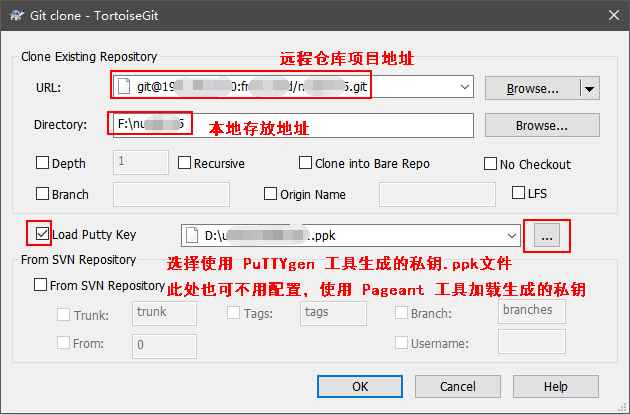 Git clone - TortoiseGit
Clone Existing Repository
远程仓库项目地址
URL:
git@19 0:fr d/r 5.git
Browse...
Directory:
F:\nu 5
本地存放地址
Browse...
Depth
1
Recursive
Clone into Bare Repo
No Checkout
Branch
Origin Name
LFS
Load Putty Key
D:\u .ppk
...
选择使用 PuTTYgen 工具生成的私钥.ppk文件
From SVN Repository
From SVN Repository
此处也可不用配置, 使用 Pageant 工具加载生成的私钥
Trunk:
trunk
Tags:
tags
Branch:
branches
From:
0
Username:
OK
Cancel
Help